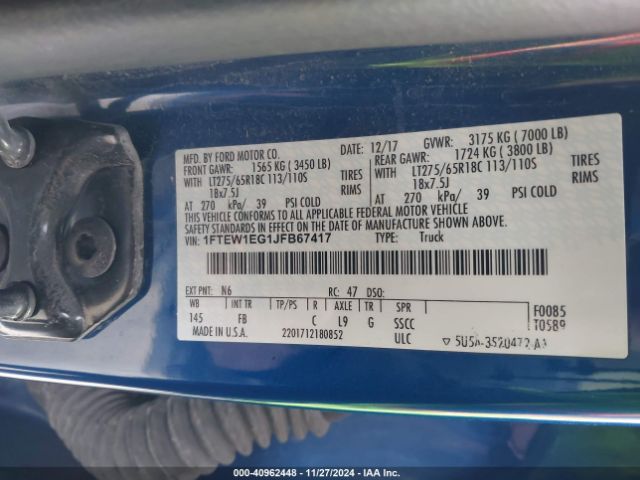 MFD. BY FORD MOTOR CO.
DATE: 12/17 GVWR: 3175 KG ( 7000 LB)
FRONT GAWR: 1565 KG ( 3450 LB)
REAR GAWR: 1724 KG ( 3800 LB)
WITH LT275/65R18C 113/110S TIRES
WITH LT275/65R18C 113/110S TIRES
18x7.5J RIMS
18x7.5J RIMS
AT 270 kPa/ 39 PSI COLD
AT 270 kPa/ 39 PSI COLD
THIS VEHICLE CONFORMS TO ALL APPLICABLE FEDERAL MOTOR VEHICLE
SAFETY STANDARDS IN EFFECT ON THE DATE OF MANUFACTURE SHOWN ABOVE.
VIN: 1FTEW1EG1JFB67417 TYPE: Truck
EXT PNT: N6 RC: 47 DSO:
WB INT TR TP/PS R AXLE TR SPR
F0085
145 FB C L9 G SSCC
T0589
MADE IN U.S.A. 2201712180852 ULC
5U5A-3520472-AA
000-40962448 - 11/27/2024 - IAA Inc.